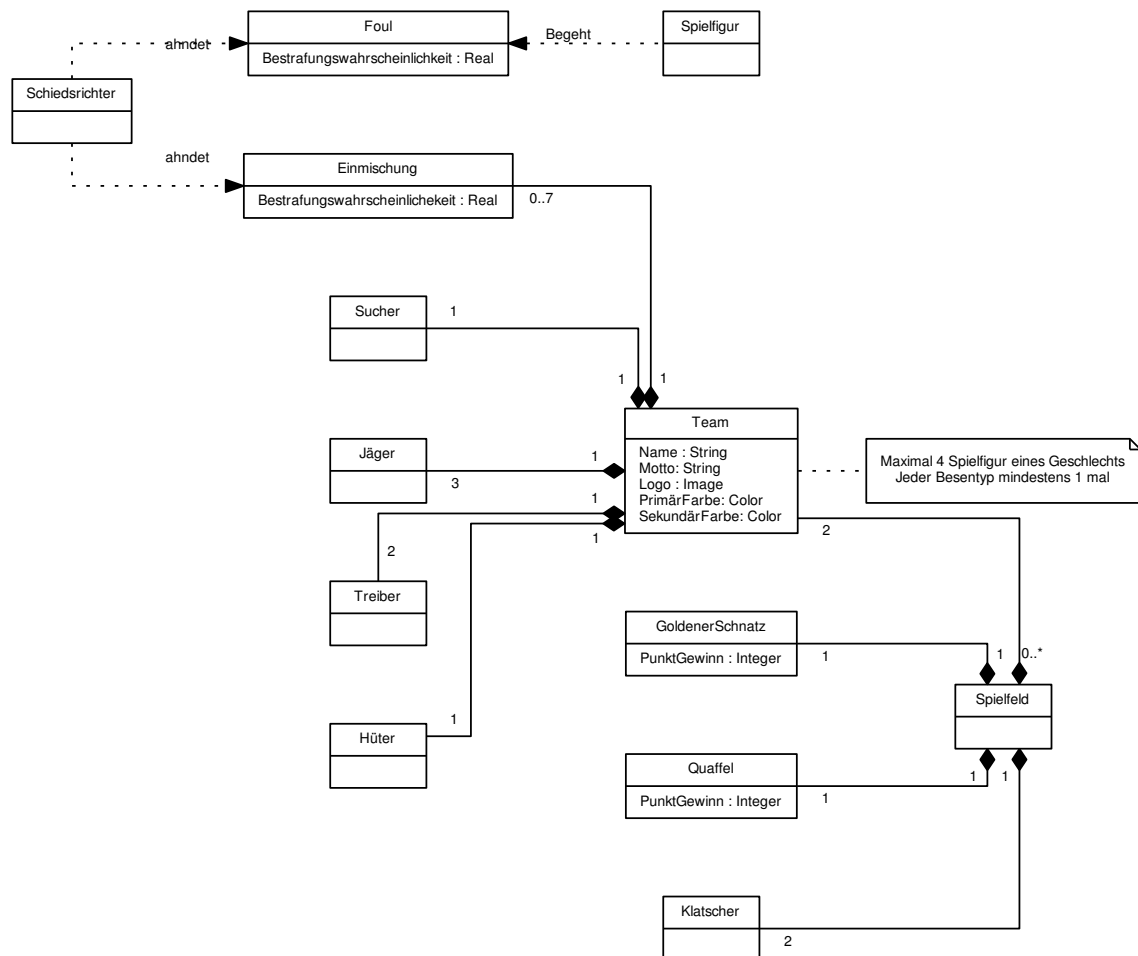 Foul
Bestrafungswahrscheinlichkeit : Real
Spielfigur
ahndet
Begeht
Schiedsrichter
ahndet
Einmischung
Bestrafungswahrscheinlichekeit : Real
0..7
Sucher
1
1
1
Team
Name : String
Motto: String
Logo : Image
PrimärFarbe: Color
SekundärFarbe: Color
Maximal 4 Spielfigur eines Geschlechts
Jeder Besentyp mindestens 1 mal
Jäger
1
3
1
2
1
2
Treiber
GoldenerSchnatz
PunktGewinn : Integer
1
1
0..*
Spielfeld
Hüter
1
Quaffel
PunktGewinn : Integer
1
1
1
Klatscher
2